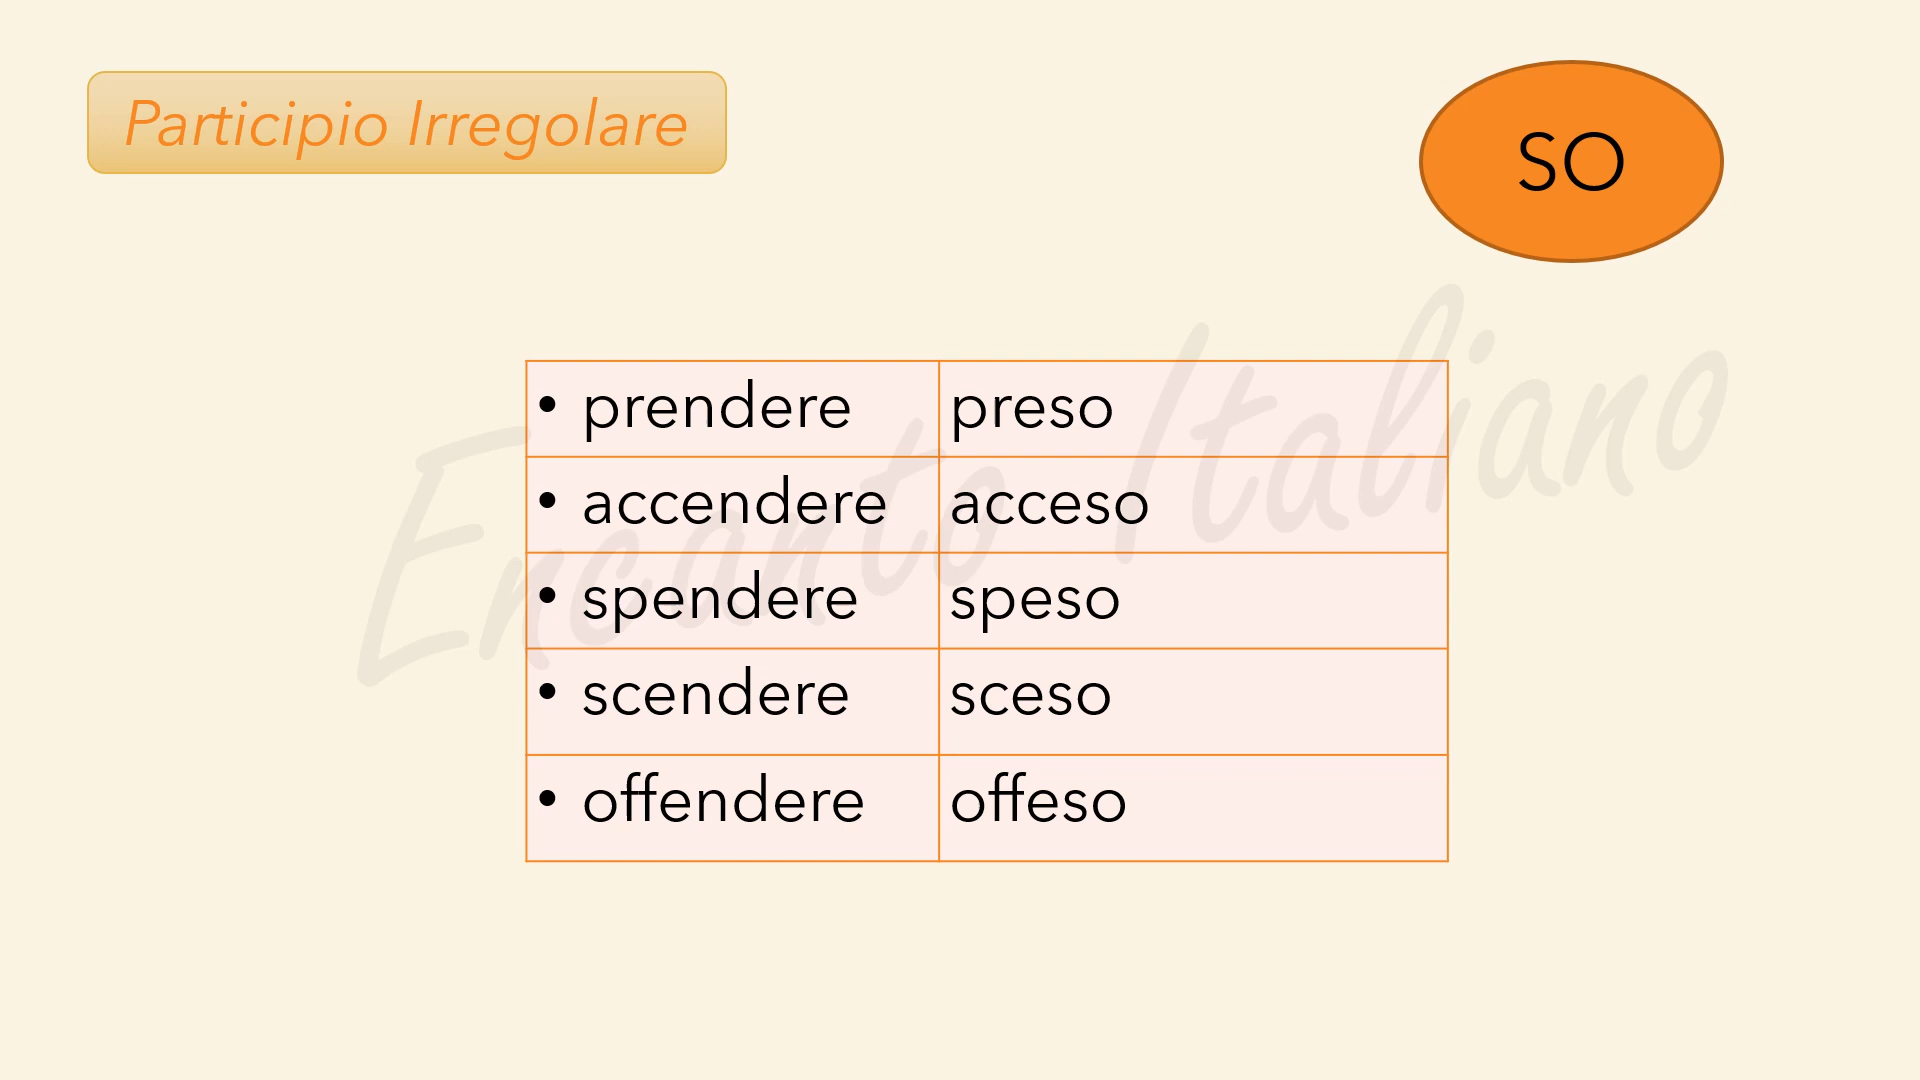 Participio Irregolare
SO
• prendere preso
• accendere acceso
• spendere speso
• scendere sceso
• offendere offeso
Encanto Italiano